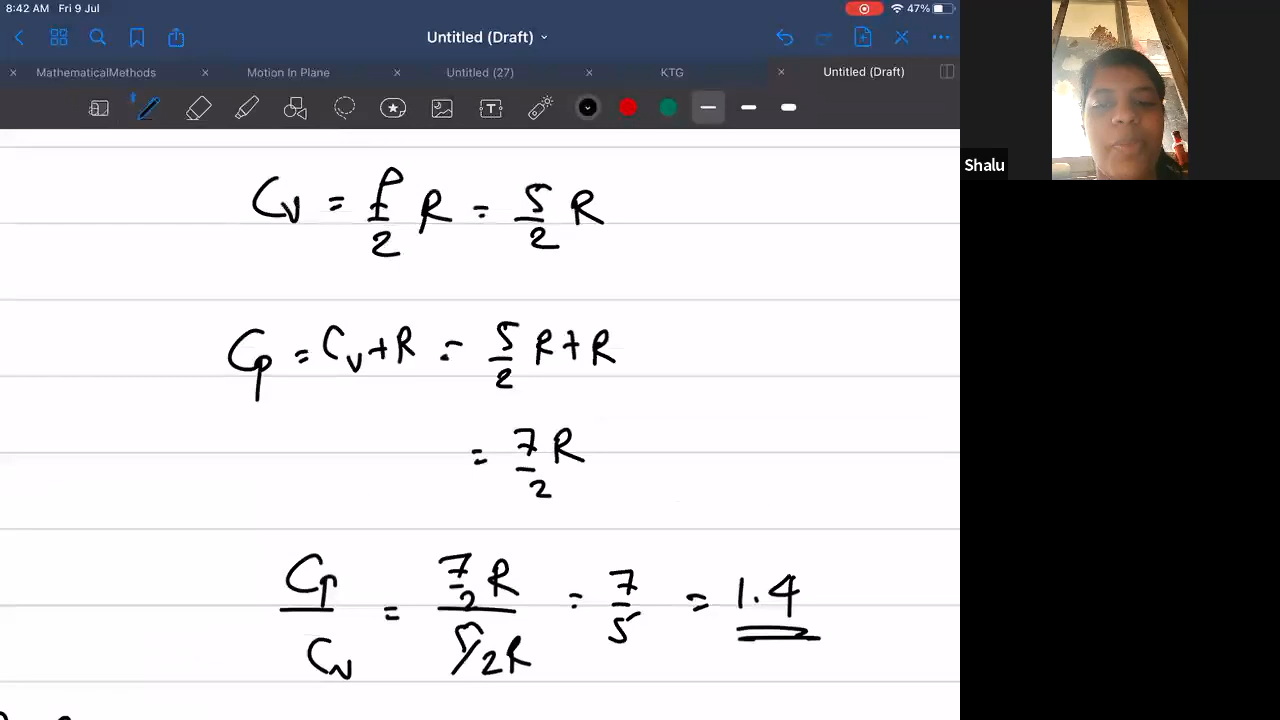 8:42 AM Fri 9 Jul
47%
Untitled (Draft)
MathematicalMethods
Motion In Plane
Untitled (27)
KTG
Untitled (Draft)
Shalu
Cv = f/2 R = 5/2 R
Cp = Cv + R = 5/2 R + R
= 7/2 R
Cp/Cv = 7/2 R / 5/2 R = 7/5 = 1.4